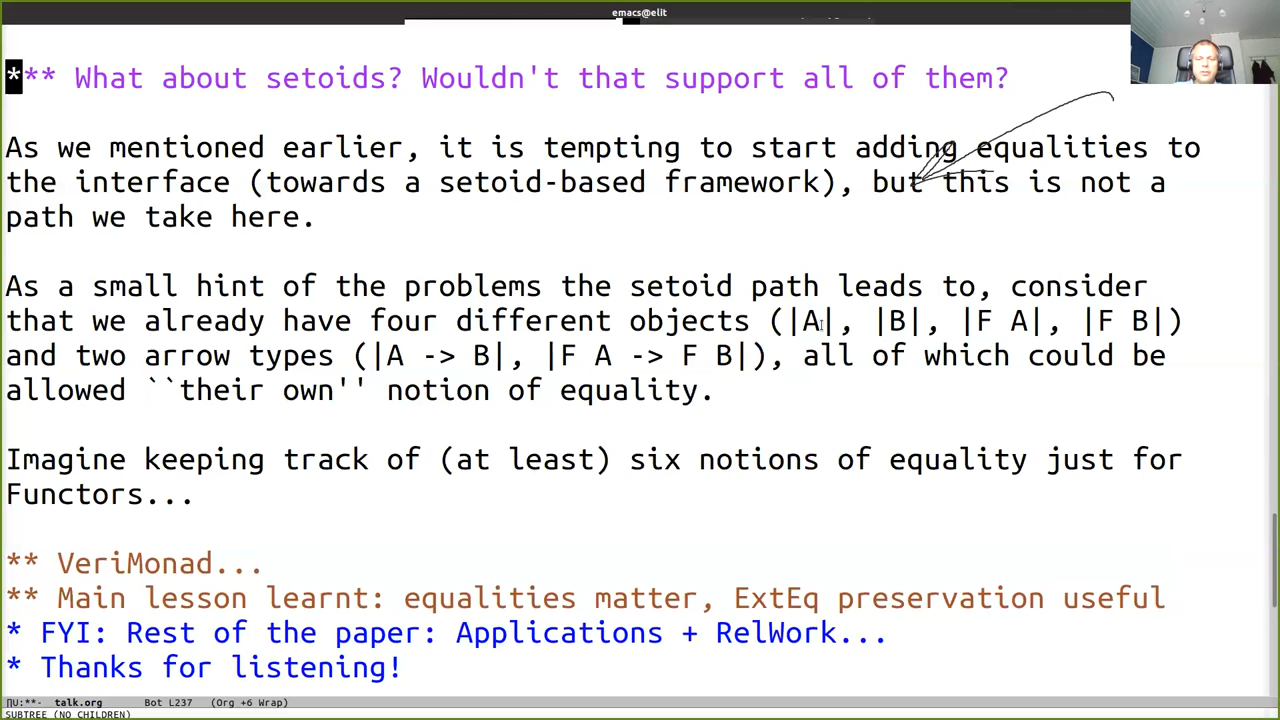 emacs@elit
*** What about setoids? Wouldn't that support all of them?
As we mentioned earlier, it is tempting to start adding equalities to
the interface (towards a setoid-based framework), but this is not a
path we take here.
As a small hint of the problems the setoid path leads to, consider
that we already have four different objects (|A|, |B|, |F A|, |F B|)
and two arrow types (|A -> B|, |F A -> F B|), all of which could be
allowed ``their own'' notion of equality.
Imagine keeping track of (at least) six notions of equality just for
Functors...
** VeriMonad...
** Main lesson learnt: equalities matter, ExtEq preservation useful
* FYI: Rest of the paper: Applications + RelWork...
* Thanks for listening!
U:**- talk.org Bot L237 (Org +6 Wrap)
SUBTREE (NO CHILDREN)